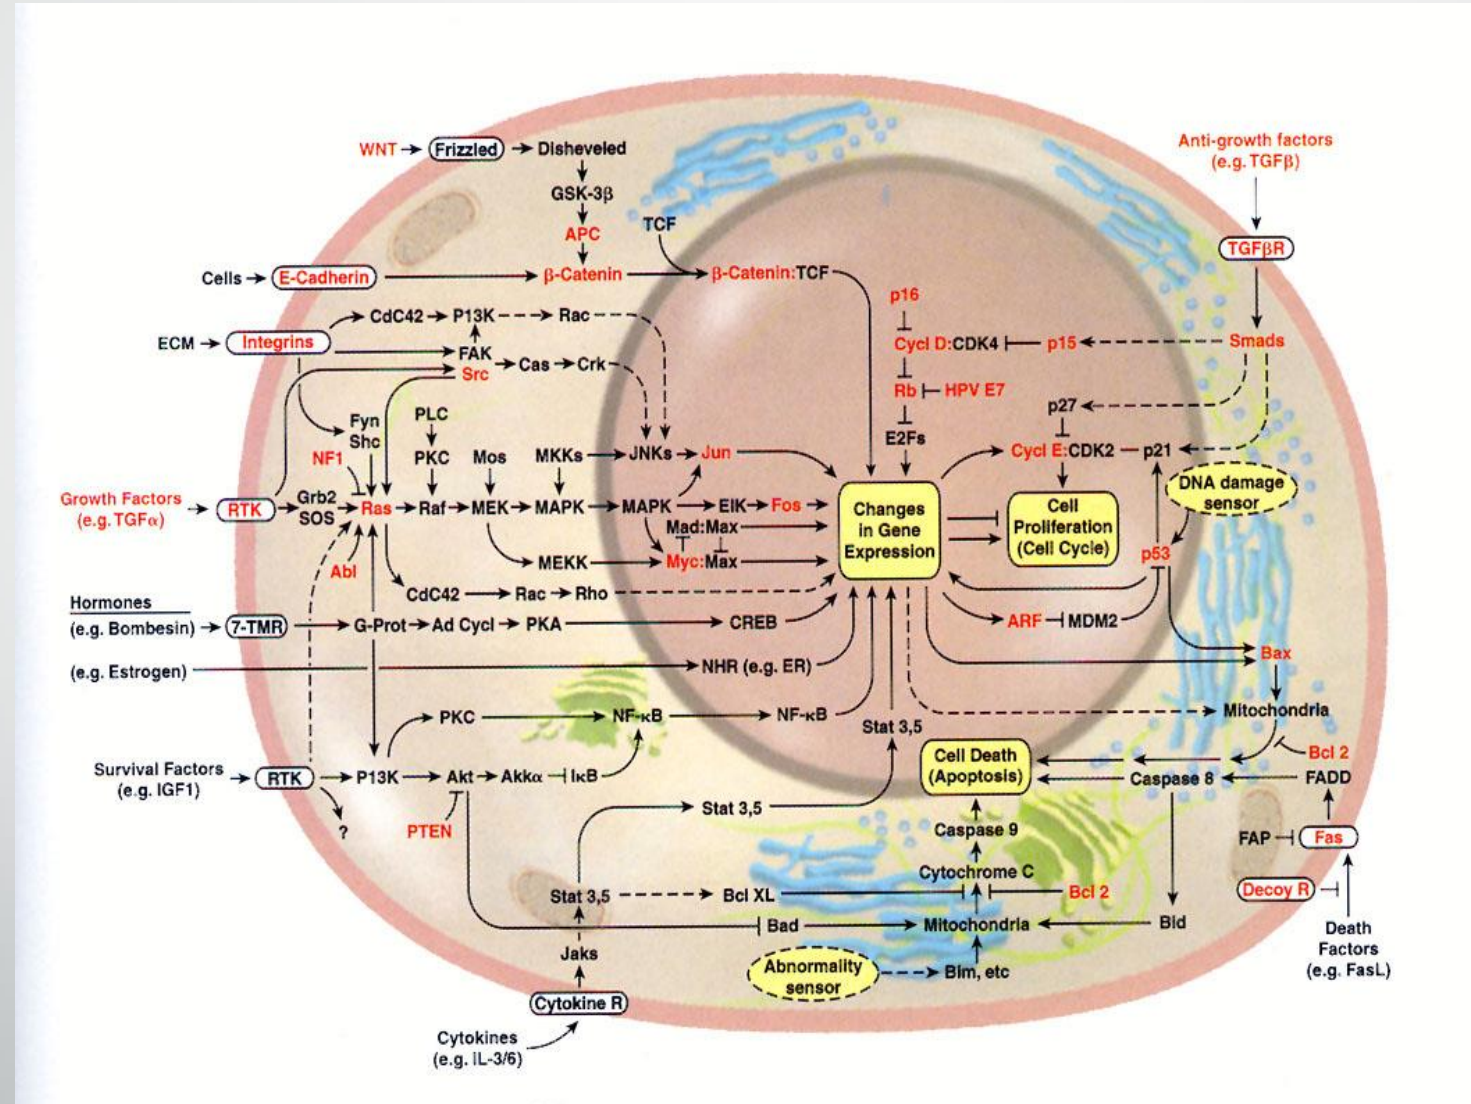 WNT
Frizzled
Disheveled
GSK-3β
APC
TCF
Cells
E-Cadherin
β-Catenin
β-Catenin:TCF
Anti-growth factors
(e.g. TGFβ)
TGFβR
Smads
p16
Cycl D:CDK4
p15
Rb
HPV E7
E2Fs
p27
Cycl E:CDK2
p21
DNA damage
sensor
ECM
Integrins
CdC42
P13K
Rac
FAK
Src
Cas
Crk
Fyn
Shc
PLC
PKC
NF1
Mos
MKKs
JNKs
Jun
Growth Factors
(e.g. TGFα)
RTK
Grb2
SOS
Ras
Raf
MEK
MAPK
MAPK
ElK
Fos
Mad:Max
MEKK
Myc:Max
Abl
Changes
in Gene
Expression
Cell
Proliferation
(Cell Cycle)
p53
ARF
MDM2
Bax
CdC42
Rac
Rho
Hormones
(e.g. Bombesin)
7-TMR
G-Prot
Ad Cycl
PKA
CREB
(e.g. Estrogen)
NHR (e.g. ER)
PKC
NF-κB
NF-κB
Stat 3,5
Mitochondria
Bcl 2
Survival Factors
(e.g. IGF1)
RTK
P13K
Akt
Akkα
IκB
?
PTEN
Stat 3,5
Cell Death
(Apoptosis)
Caspase 8
FADD
Caspase 9
FAP
Fas
Cytochrome C
Stat 3,5
Bcl XL
Bcl 2
Decoy R
Bad
Mitochondria
Bid
Death
Factors
(e.g. FasL)
Jaks
Abnormality
sensor
Bim, etc
Cytokine R
Cytokines
(e.g. IL-3/6)